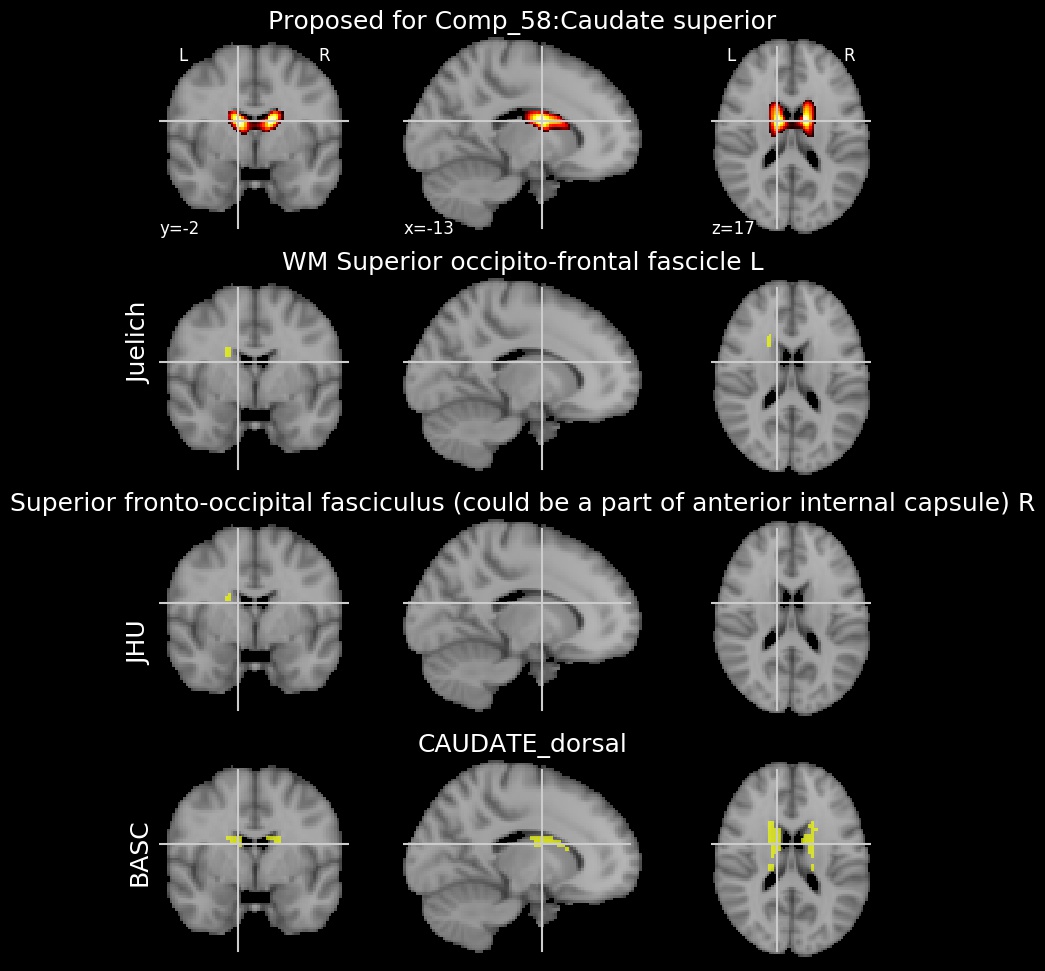 Proposed for Comp_58:Caudate superior
L R L R
y=-2 x=-13 z=17
WM Superior occipito-frontal fascicle L
Juelich
Superior fronto-occipital fasciculus (could be a part of anterior internal capsule) R
JHU
CAUDATE_dorsal
BASC